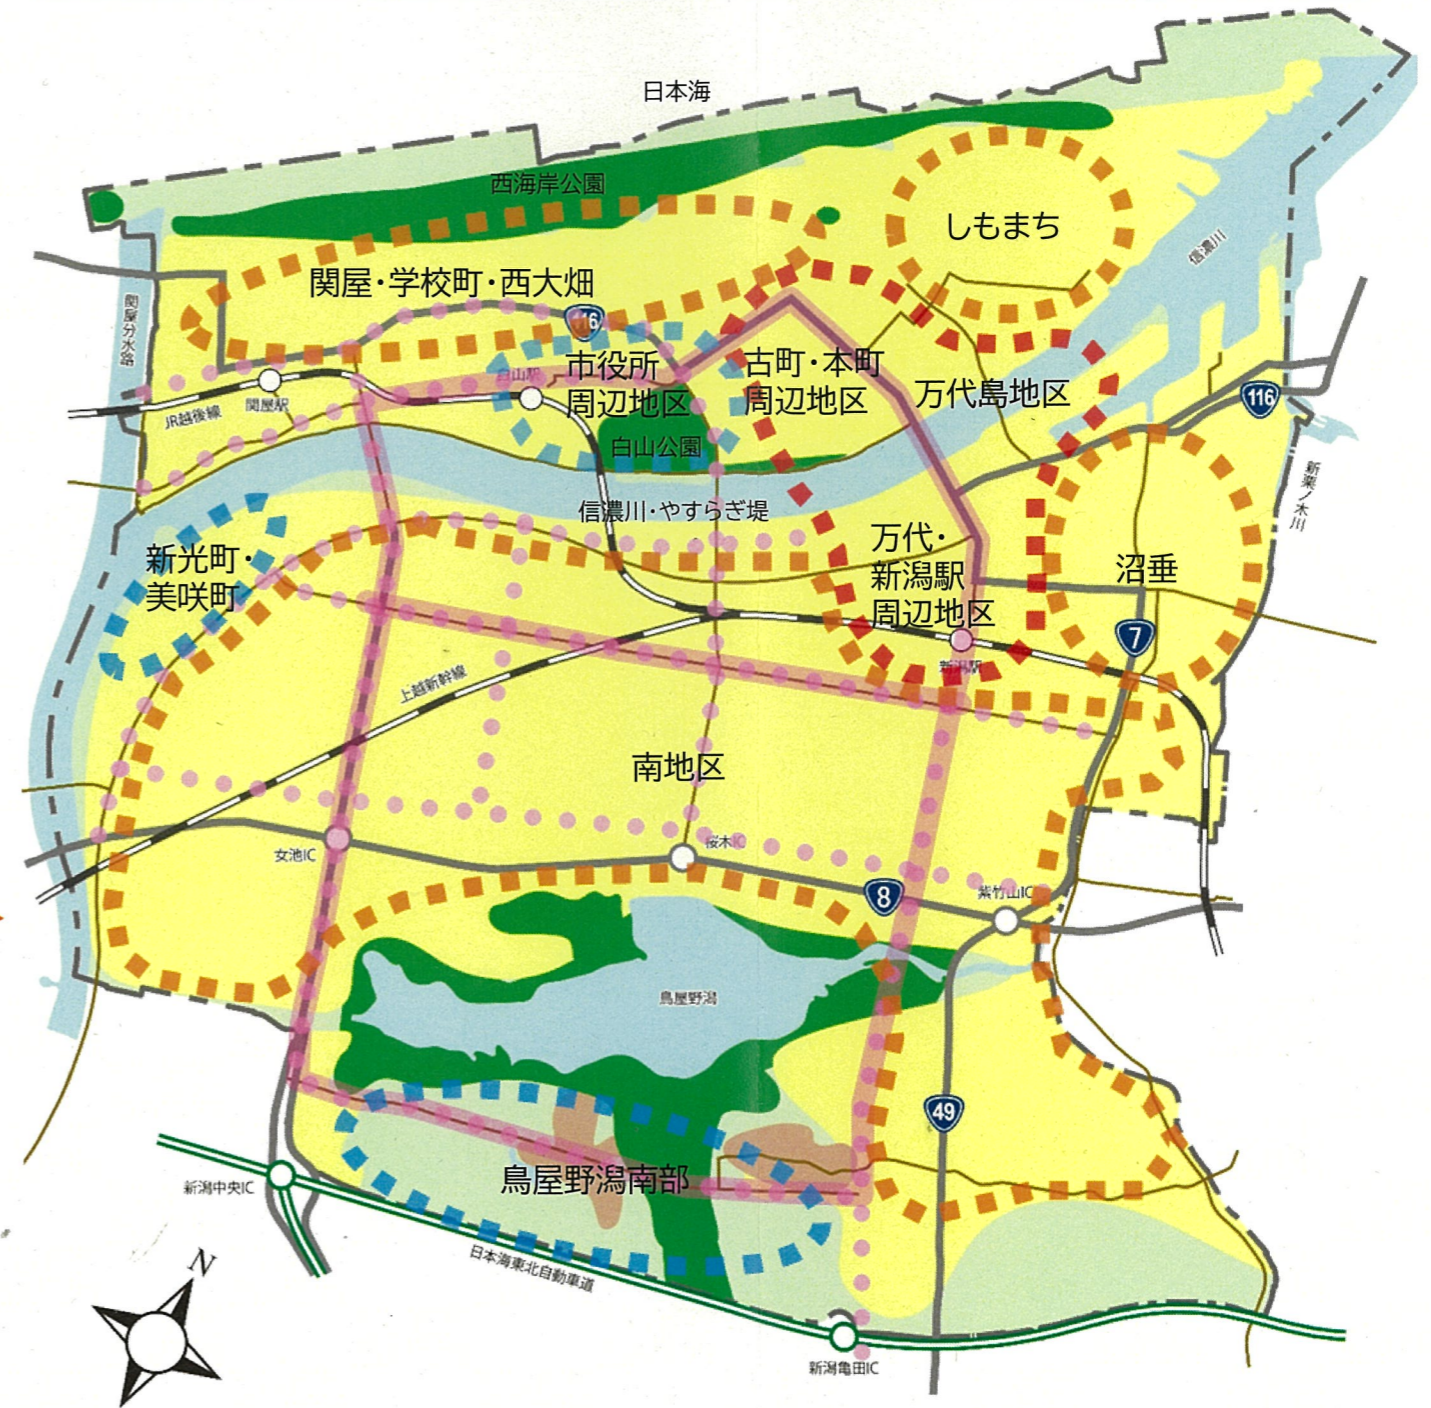 日本海
西海岸公園
しもまち
信濃川
関屋・学校町・西大畑
関屋分水路
116
市役所
周辺地区
古町・本町
周辺地区
万代島地区
白山駅
関屋駅
JR越後線
116
白山公園
新栗ノ木川
信濃川・やすらぎ堤
新光町・
美咲町
万代・
新潟駅
周辺地区
沼垂
7
新潟駅
上越新幹線
南地区
女池IC
桜木IC
8
紫竹山IC
鳥屋野潟
49
鳥屋野潟南部
新潟中央IC
日本海東北自動車道
N
新潟亀田IC